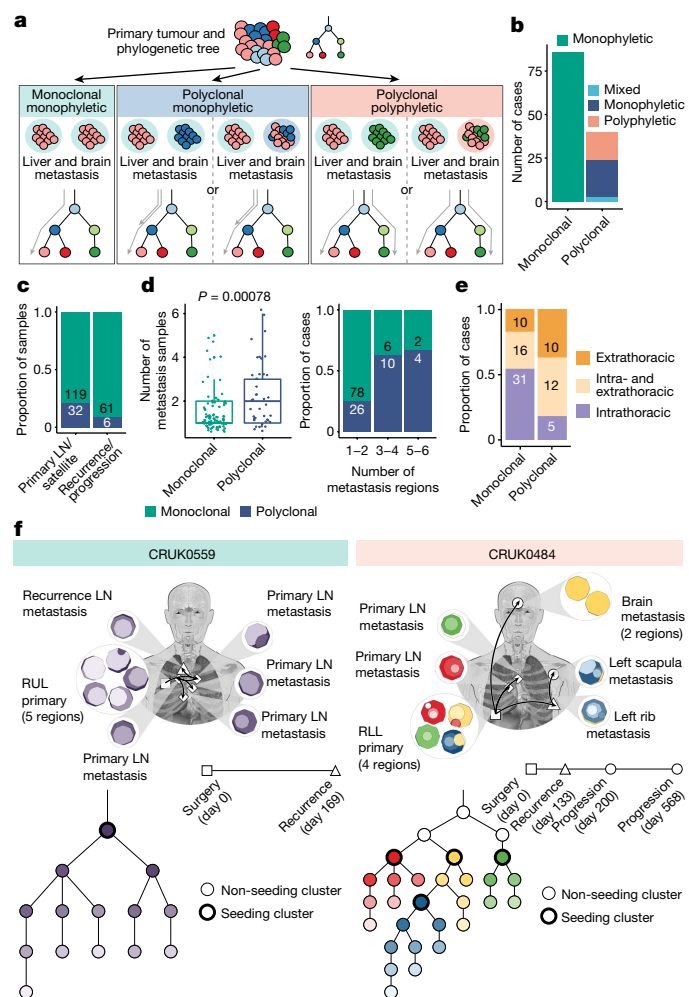 a
Primary tumour and
phylogenetic tree
Monoclonal
monophyletic
Polyclonal
monophyletic
Polyclonal
polyphyletic
Liver and brain
metastasis
Liver and brain
metastasis
or
Liver and brain
metastasis
Liver and brain
metastasis
or
Liver and brain
metastasis
b
Monophyletic
Number of cases
75
50
25
0
Mixed
Monophyletic
Polyphyletic
Monoclonal
Polyclonal
c
Proportion of samples
1.0
0.5
0
119
32
61
6
Primary LN/
satellite
Recurrence/
progression
d
P = 0.00078
Number of
metastasis samples
6
4
2
Monoclonal
Polyclonal
Proportion of cases
1.0
0.5
0
78
26
6
10
2
4
1–2
3–4
5–6
Number of
metastasis regions
Monoclonal
Polyclonal
e
Proportion of cases
1.0
0.5
0
10
16
31
10
12
5
Extrathoracic
Intra- and
extrathoracic
Intrathoracic
Monoclonal
Polyclonal
f
CRUK0559
Recurrence LN
metastasis
Primary LN
metastasis
RUL
primary
(5 regions)
Primary LN
metastasis
Primary LN
metastasis
Primary LN
metastasis
Surgery
(day 0)
Recurrence
(day 169)
Non-seeding cluster
Seeding cluster
CRUK0484
Primary LN
metastasis
Brain
metastasis
(2 regions)
Primary LN
metastasis
Left scapula
metastasis
RLL
primary
(4 regions)
Left rib
metastasis
Surgery
(day 0)
Recurrence
(day 133)
Progression
(day 200)
Progression
(day 568)
Non-seeding cluster
Seeding cluster